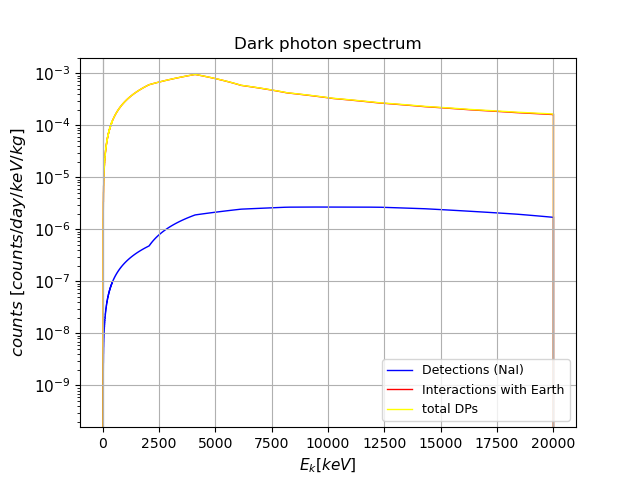 Dark photon spectrum
10⁻³
10⁻⁴
10⁻⁵
10⁻⁶
10⁻⁷
10⁻⁸
10⁻⁹
counts [counts/day/keV/kg]
Detections (NaI)
Interactions with Earth
total DPs
0 2500 5000 7500 10000 12500 15000 17500 20000
Eₖ[keV]